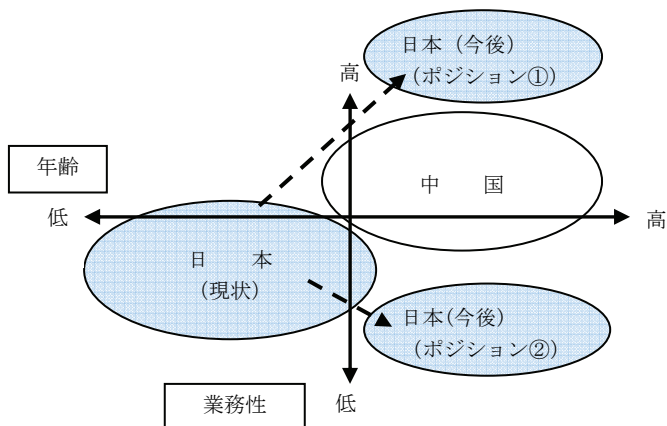 日本（今後）
（ポジション①）
高
年齢
中　　国
低
高
日　　本
（現状）
日本(今後)
（ポジション②）
業務性
低